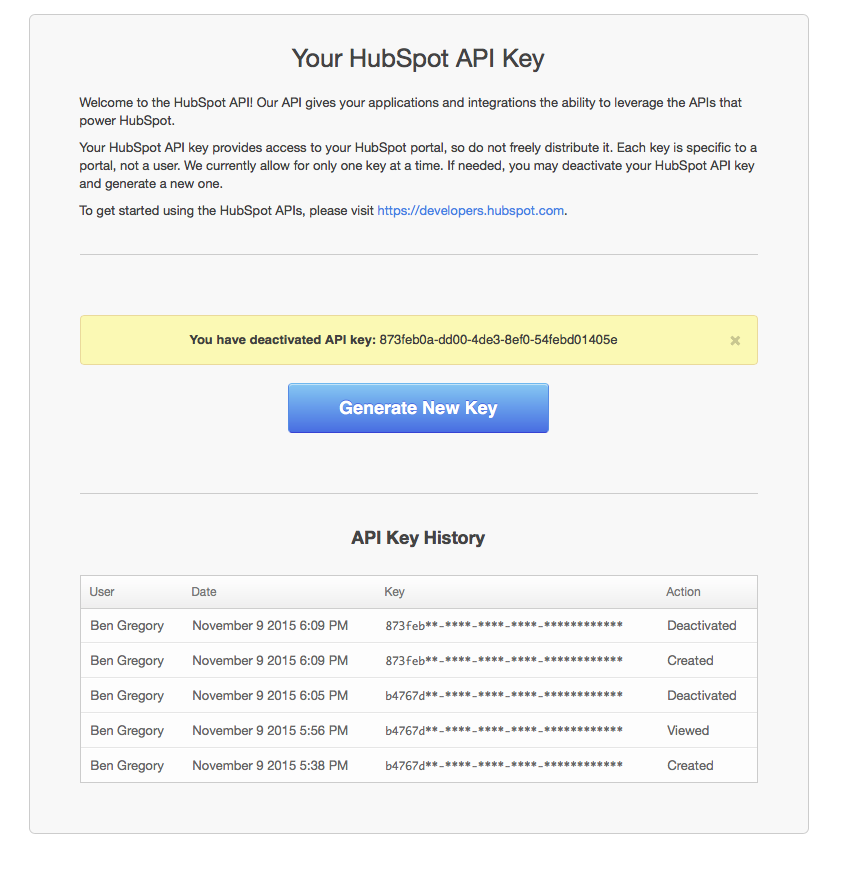 Your HubSpot API Key
Welcome to the HubSpot API! Our API gives your applications and integrations the ability to leverage the APIs that
power HubSpot.
Your HubSpot API key provides access to your HubSpot portal, so do not freely distribute it. Each key is specific to a
portal, not a user. We currently allow for only one key at a time. If needed, you may deactivate your HubSpot API key
and generate a new one.
To get started using the HubSpot APIs, please visit https://developers.hubspot.com.
You have deactivated API key: 873feb0a-dd00-4de3-8ef0-54febd01405e ×
Generate New Key
API Key History
User Date Key Action
Ben Gregory November 9 2015 6:09 PM 873feb**-****-****-****-************ Deactivated
Ben Gregory November 9 2015 6:09 PM 873feb**-****-****-****-************ Created
Ben Gregory November 9 2015 6:05 PM b4767d**-****-****-****-************ Deactivated
Ben Gregory November 9 2015 5:56 PM b4767d**-****-****-****-************ Viewed
Ben Gregory November 9 2015 5:38 PM b4767d**-****-****-****-************ Created